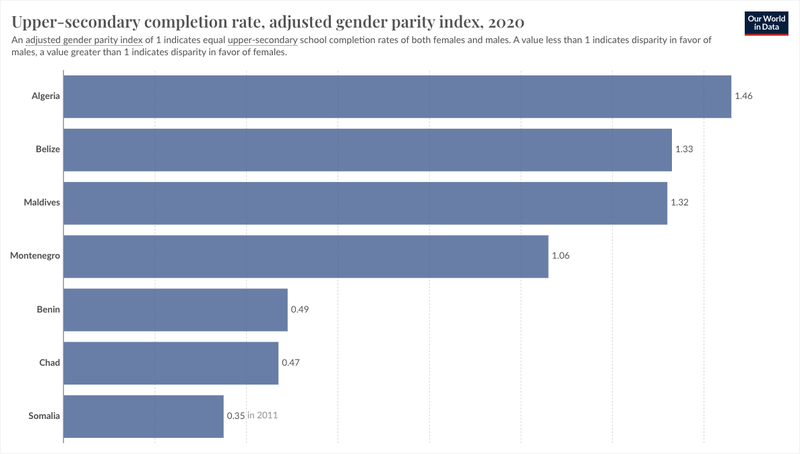 Upper-secondary completion rate, adjusted gender parity index, 2020
Our World
in Data
An adjusted gender parity index of 1 indicates equal upper-secondary school completion rates of both females and males. A value less than 1 indicates disparity in favor of
males, a value greater than 1 indicates disparity in favor of females.
Algeria 1.46
Belize 1.33
Maldives 1.32
Montenegro 1.06
Benin 0.49
Chad 0.47
Somalia 0.35 in 2011